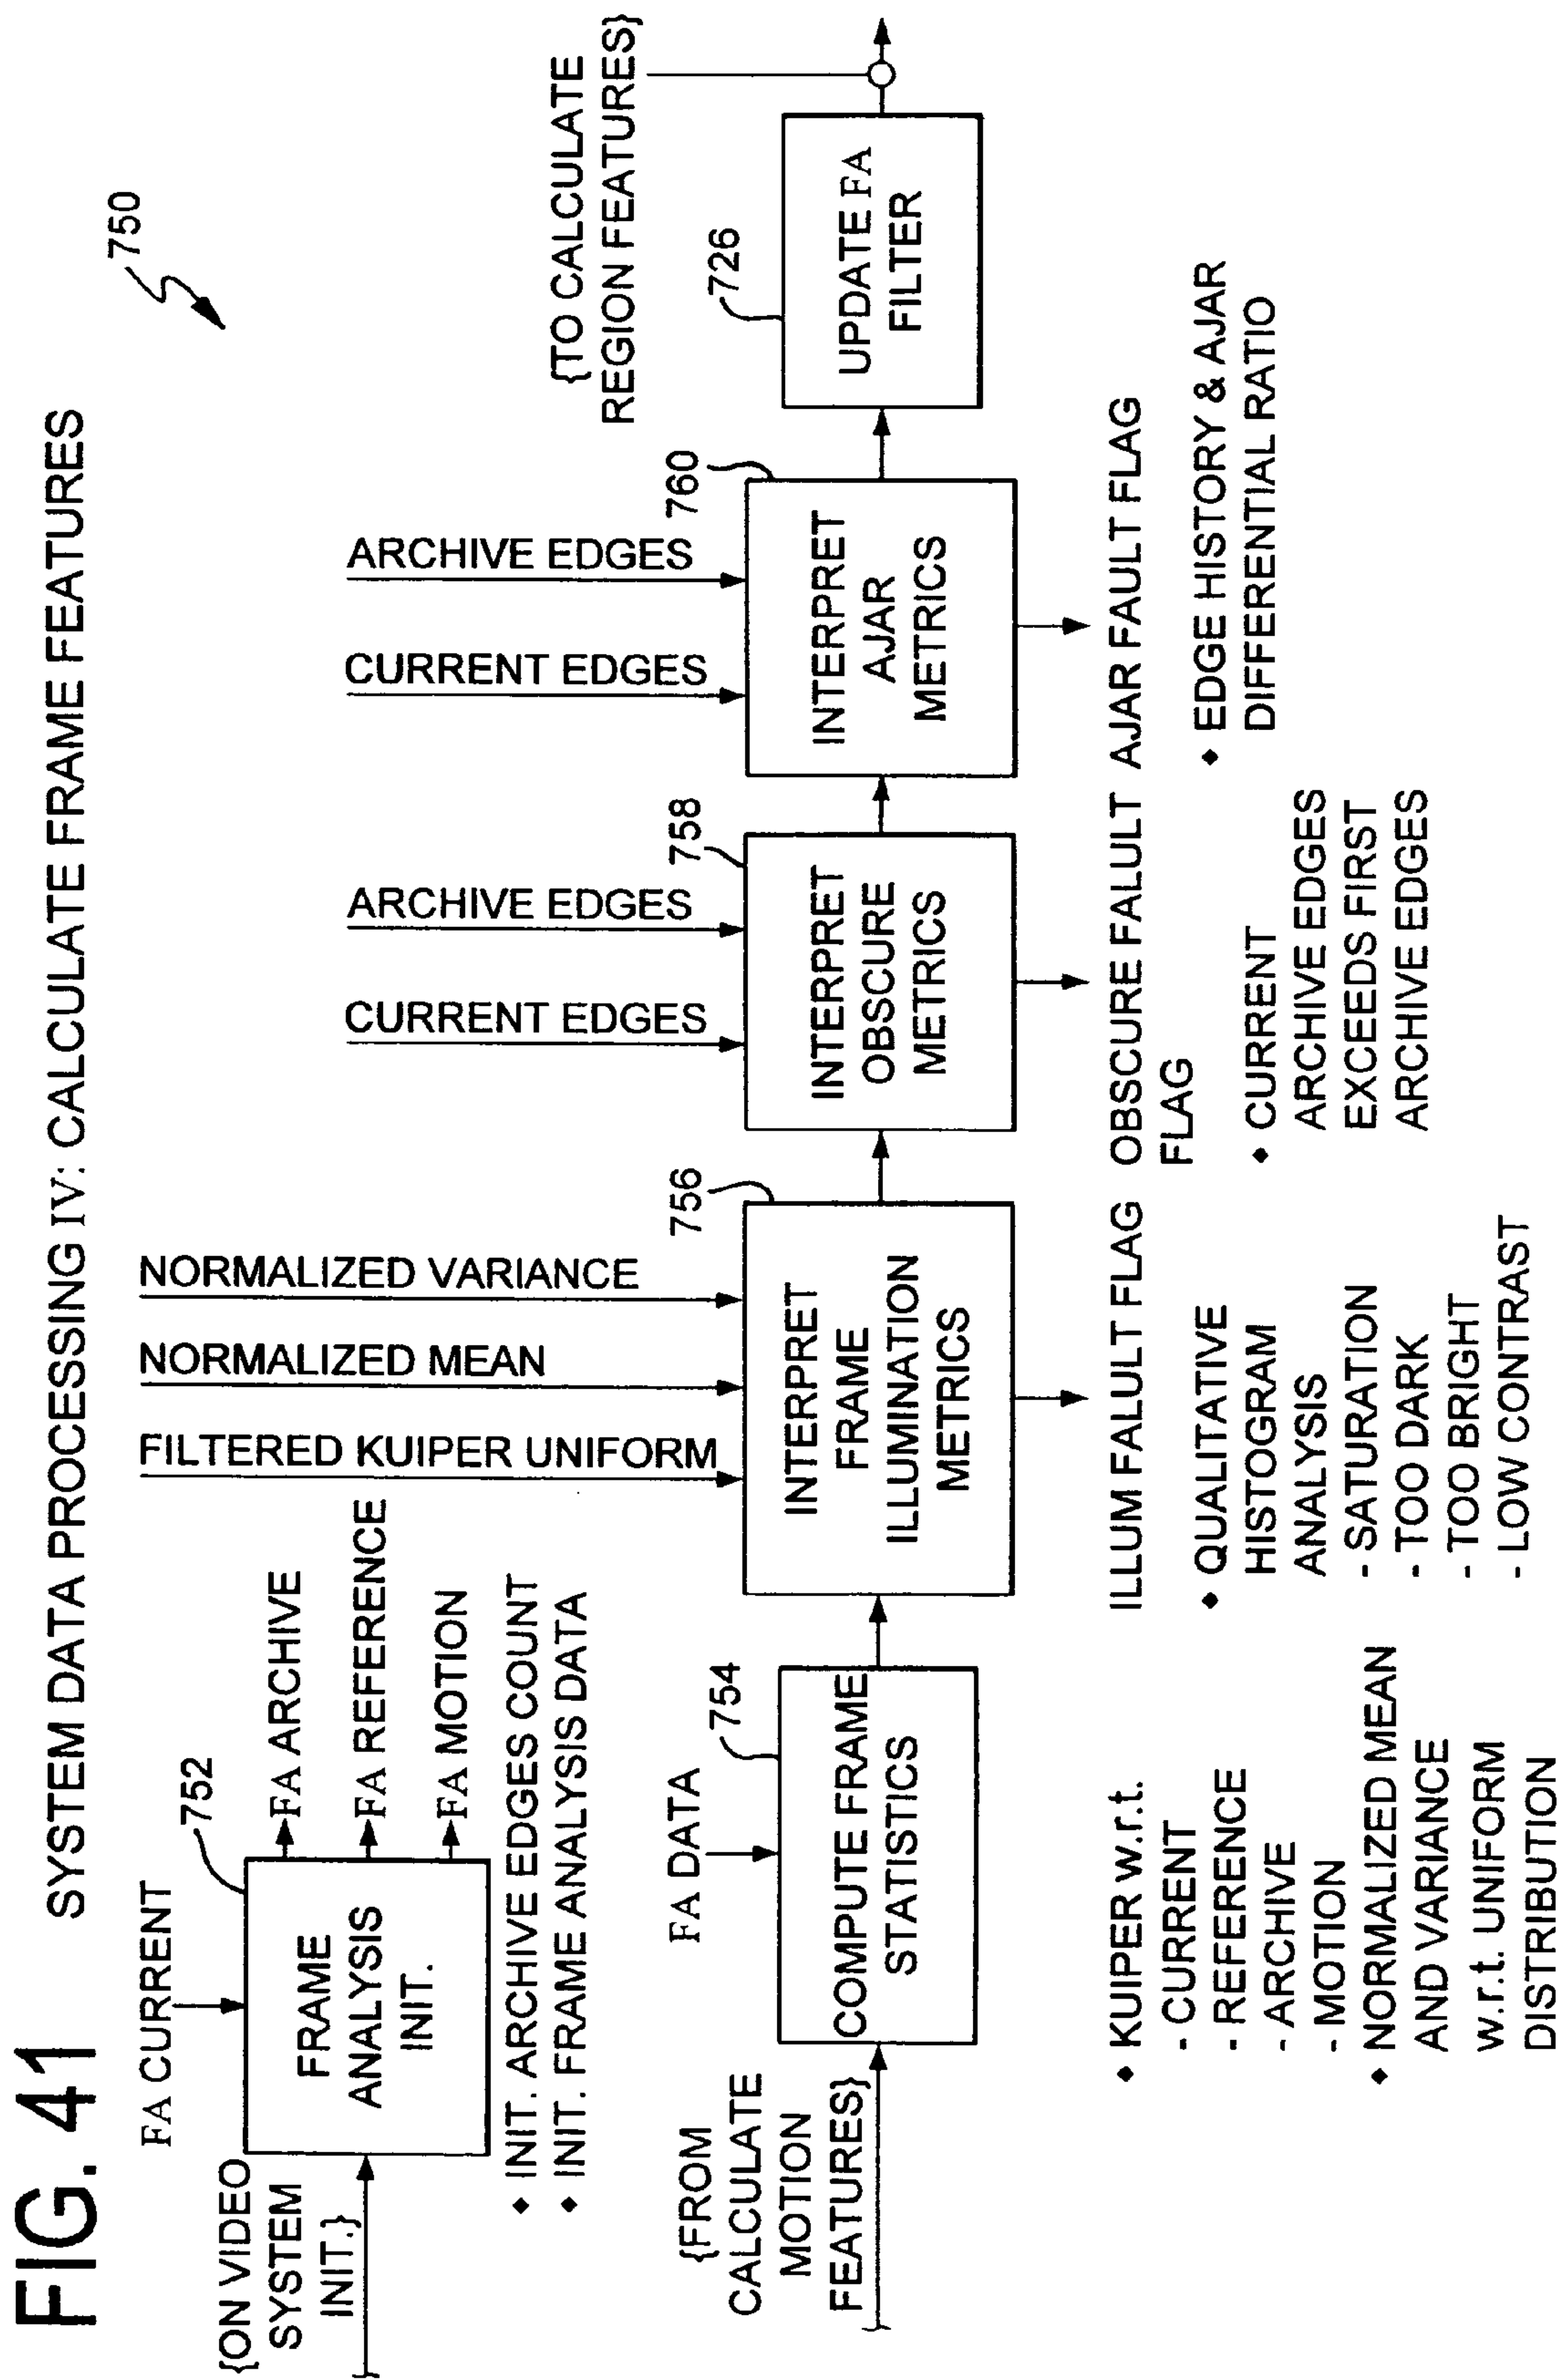 FIG. 41
SYSTEM DATA PROCESSING IV: CALCULATE FRAME FEATURES
750
FA CURRENT
752
{ON VIDEO
SYSTEM
INIT.}
FRAME
ANALYSIS
INIT.
FA ARCHIVE
FA REFERENCE
FA MOTION
◆ INIT. ARCHIVE EDGES COUNT
◆ INIT. FRAME ANALYSIS DATA
{FROM
CALCULATE
MOTION
FEATURES}
FA DATA
754
COMPUTE FRAME
STATISTICS
◆ KUIPER w.r.t.
- CURRENT
- REFERENCE
- ARCHIVE
- MOTION
◆ NORMALIZED MEAN
AND VARIANCE
w.r.t. UNIFORM
DISTRIBUTION
FILTERED KUIPER UNIFORM
NORMALIZED MEAN
NORMALIZED VARIANCE
756
INTERPRET
FRAME
ILLUMINATION
METRICS
ILLUM FALULT FLAG
◆ QUALITATIVE
HISTOGRAM
ANALYSIS
- SATURATION
- TOO DARK
- TOO BRIGHT
- LOW CONTRAST
CURRENT EDGES
ARCHIVE EDGES
758
INTERPRET
OBSCURE
METRICS
OBSCURE FALULT
FLAG
◆ CURRENT
ARCHIVE EDGES
EXCEEDS FIRST
ARCHIVE EDGES
CURRENT EDGES
ARCHIVE EDGES
760
INTERPRET
AJAR
METRICS
AJAR FAULT FLAG
◆ EDGE HISTORY & AJAR
DIFFERENTIAL RATIO
726
UPDATE FA
FILTER
{TO CALCULATE
REGION FEATURES}